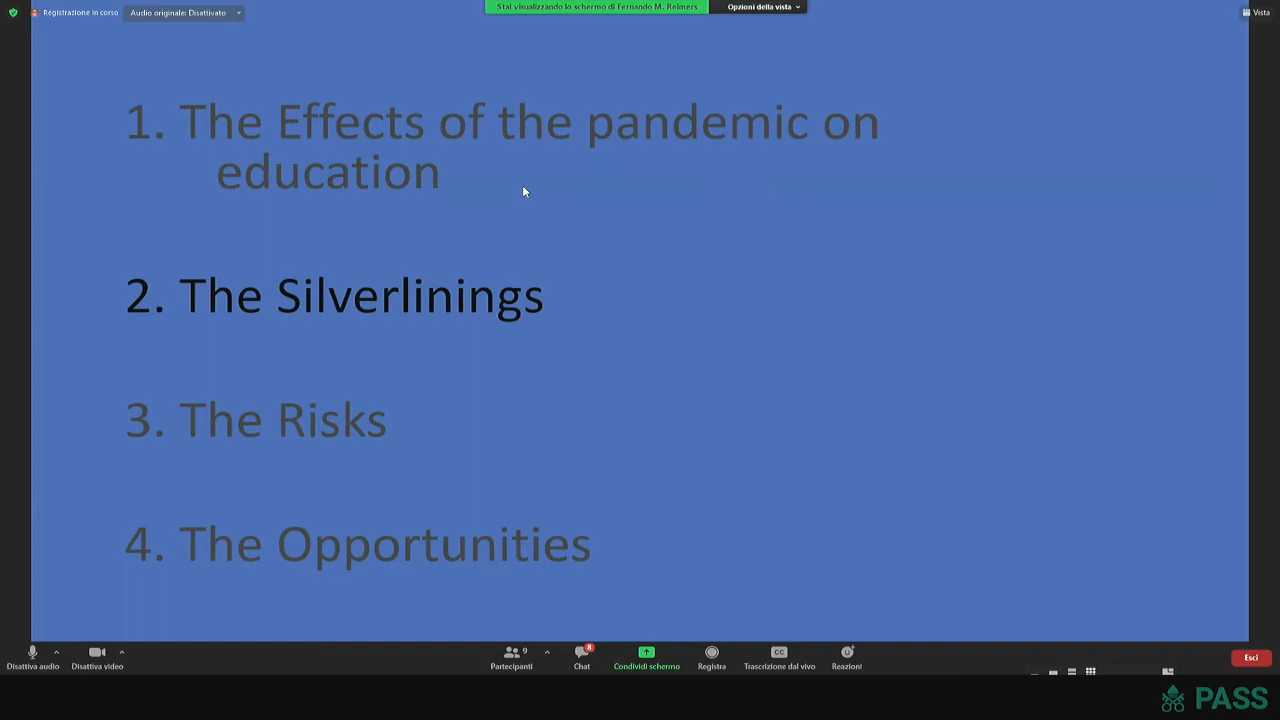 Registrazione in corso
Audio originale: Disattivato
Stai visualizzando lo schermo di Fernando M. Reimers
Opzioni della vista
Vista
1. The Effects of the pandemic on
education
2. The Silverlinings
3. The Risks
4. The Opportunities
Disattiva audio
Disattiva video
9
Partecipanti
8
Chat
Condividi schermo
Registra
CC
Trascrizione dal vivo
Reazioni
Esci
PASS